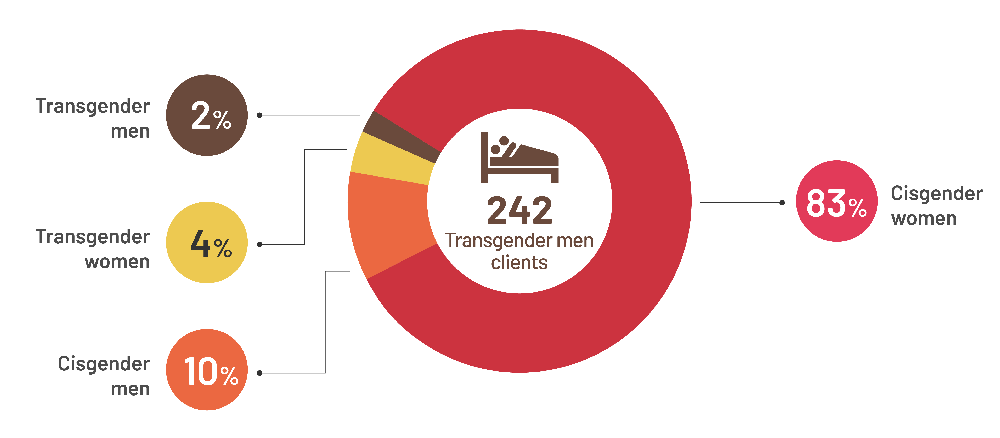 Transgender
men
2%
Transgender
women
4%
Cisgender
men
10%
242
Transgender men
clients
83%
Cisgender
women